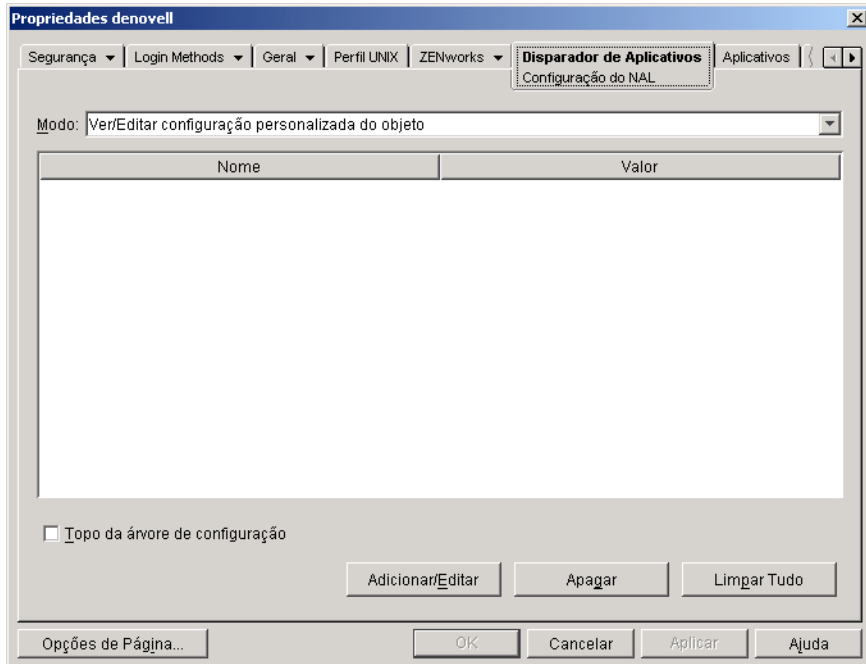 Propriedades denovell
Segurança Login Methods Geral Perfil UNIX ZENworks Disparador de Aplicativos Aplicativos
Configuração do NAL
Modo: Ver/Editar configuração personalizada do objeto
Nome Valor
Topo da árvore de configuração
Adicionar/Editar Apagar Limpar Tudo
Opções de Página... OK Cancelar Aplicar Ajuda